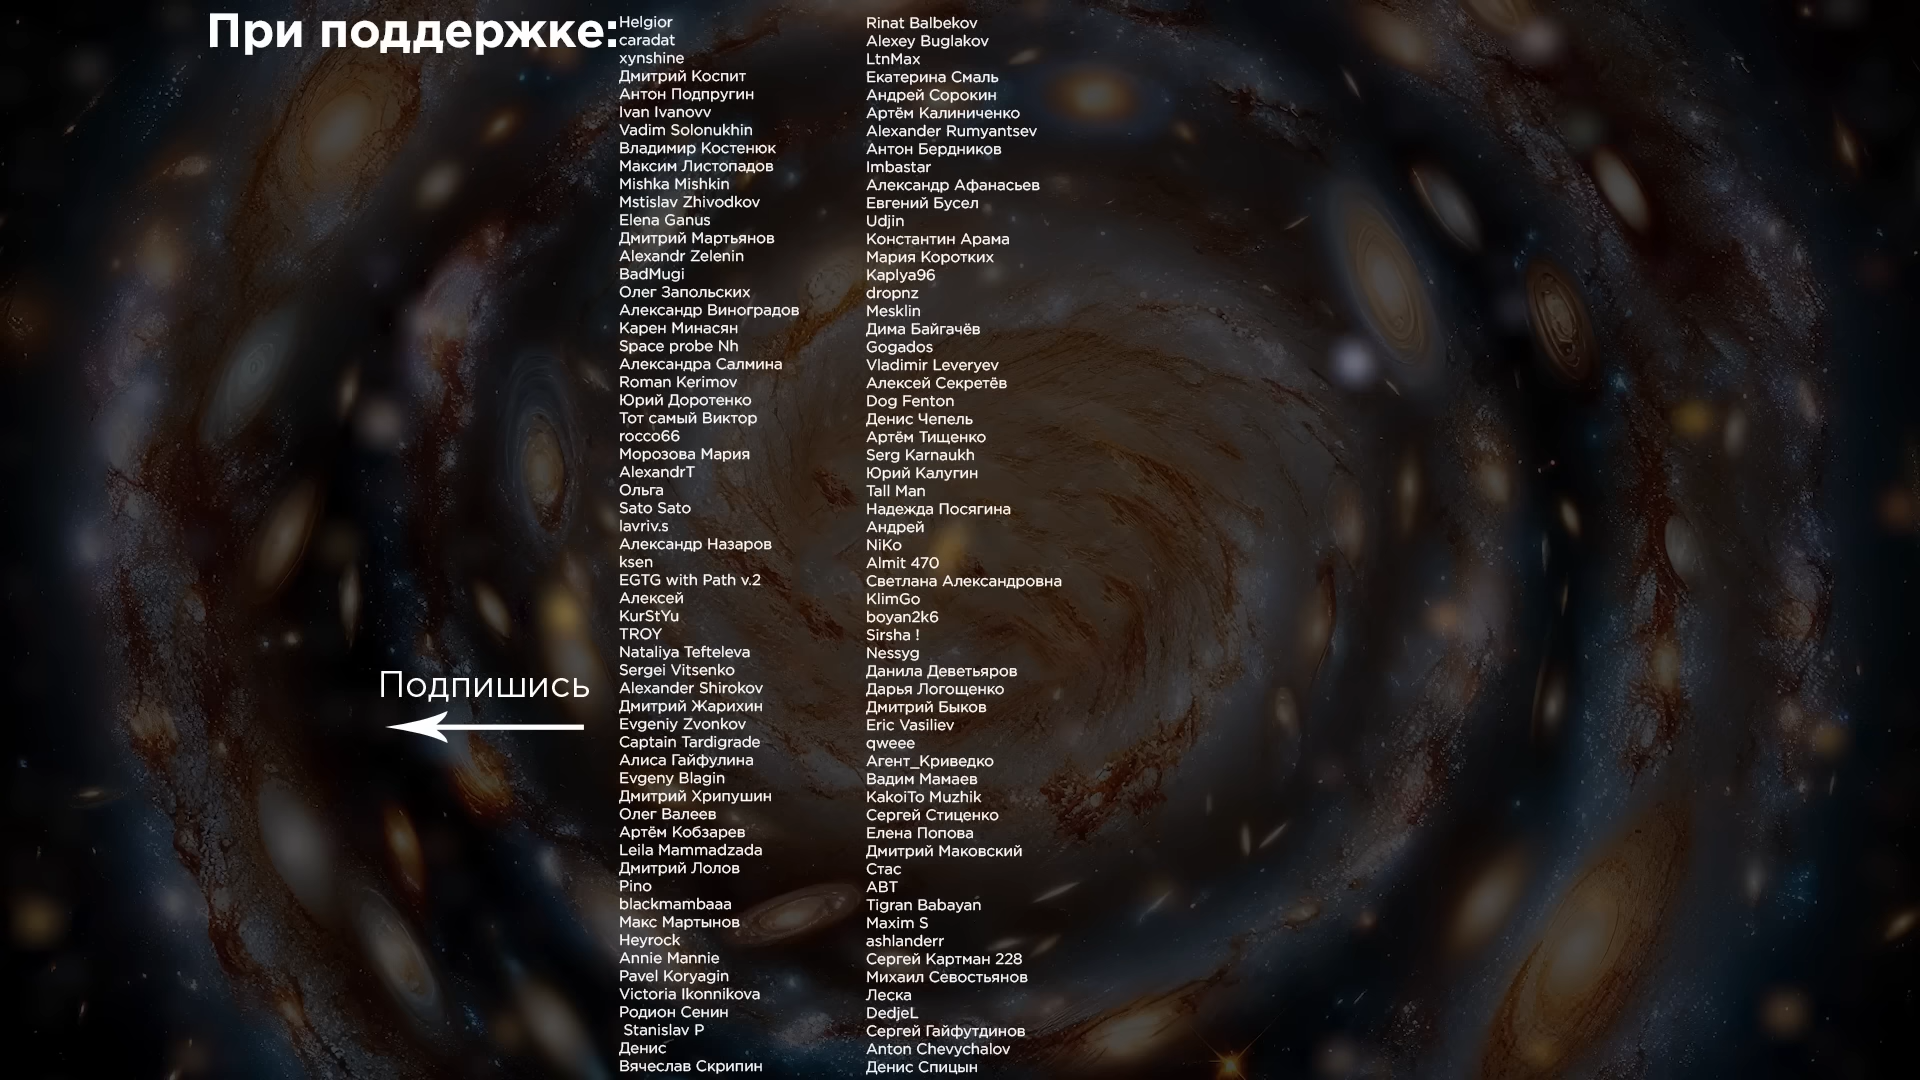 При поддержке:
Helgior
caradat
xynshine
Дмитрий Коспит
Антон Подпругин
Ivan Ivanovv
Vadim Solonukhin
Владимир Костенюк
Максим Листопадов
Mishka Mishkin
Mstislav Zhivodkov
Elena Ganus
Дмитрий Мартьянов
Alexandr Zelenin
BadMugi
Олег Запольских
Александр Виноградов
Карен Минасян
Space probe Nh
Александра Салмина
Roman Kerimov
Юрий Доротенко
Тот самый Виктор
rocco66
Морозова Мария
AlexandrT
Ольга
Sato Sato
lavriv.s
Александр Назаров
ksen
EGTG with Path v.2
Алексей
KurStYu
TROY
Nataliya Tefteleva
Sergei Vitsenko
Alexander Shirokov
Дмитрий Жарихин
Evgeniy Zvonkov
Captain Tardigrade
Алиса Гайфулина
Evgeny Blagin
Дмитрий Хрипушин
Олег Валеев
Артём Кобзарев
Leila Mammadzada
Дмитрий Лолов
Pino
blackmambaaa
Макс Мартынов
Heyrock
Annie Mannie
Pavel Koryagin
Victoria Ikonnikova
Родион Сенин
Stanislav P
Денис
Вячеслав Скрипин
Rinat Balbekov
Alexey Buglakov
LtnMax
Екатерина Смаль
Андрей Сорокин
Артём Калиниченко
Alexander Rumyantsev
Антон Бердников
Imbastar
Александр Афанасьев
Евгений Бусел
Udjin
Константин Арама
Мария Коротких
Kaplya96
dropnz
Mesklin
Дима Байгачёв
Gogados
Vladimir Leveryev
Алексей Секретёв
Dog Fenton
Денис Чепель
Артём Тищенко
Serg Karnaukh
Юрий Калугин
Tall Man
Надежда Посягина
Андрей
NiKo
Almit 470
Светлана Александровна
KlimGo
boyan2k6
Sirsha !
Nessyg
Данила Деветьяров
Дарья Логощенко
Дмитрий Быков
Eric Vasiliev
qweee
Агент_Криведко
Вадим Мамаев
KakoiTo Muzhik
Сергей Стиценко
Елена Попова
Дмитрий Маковский
Стас
АВТ
Tigran Babayan
Maxim S
ashlanderr
Сергей Картман 228
Михаил Севостьянов
Леска
DedjeL
Сергей Гайфутдинов
Anton Chevychalov
Денис Спицын
Подпишись